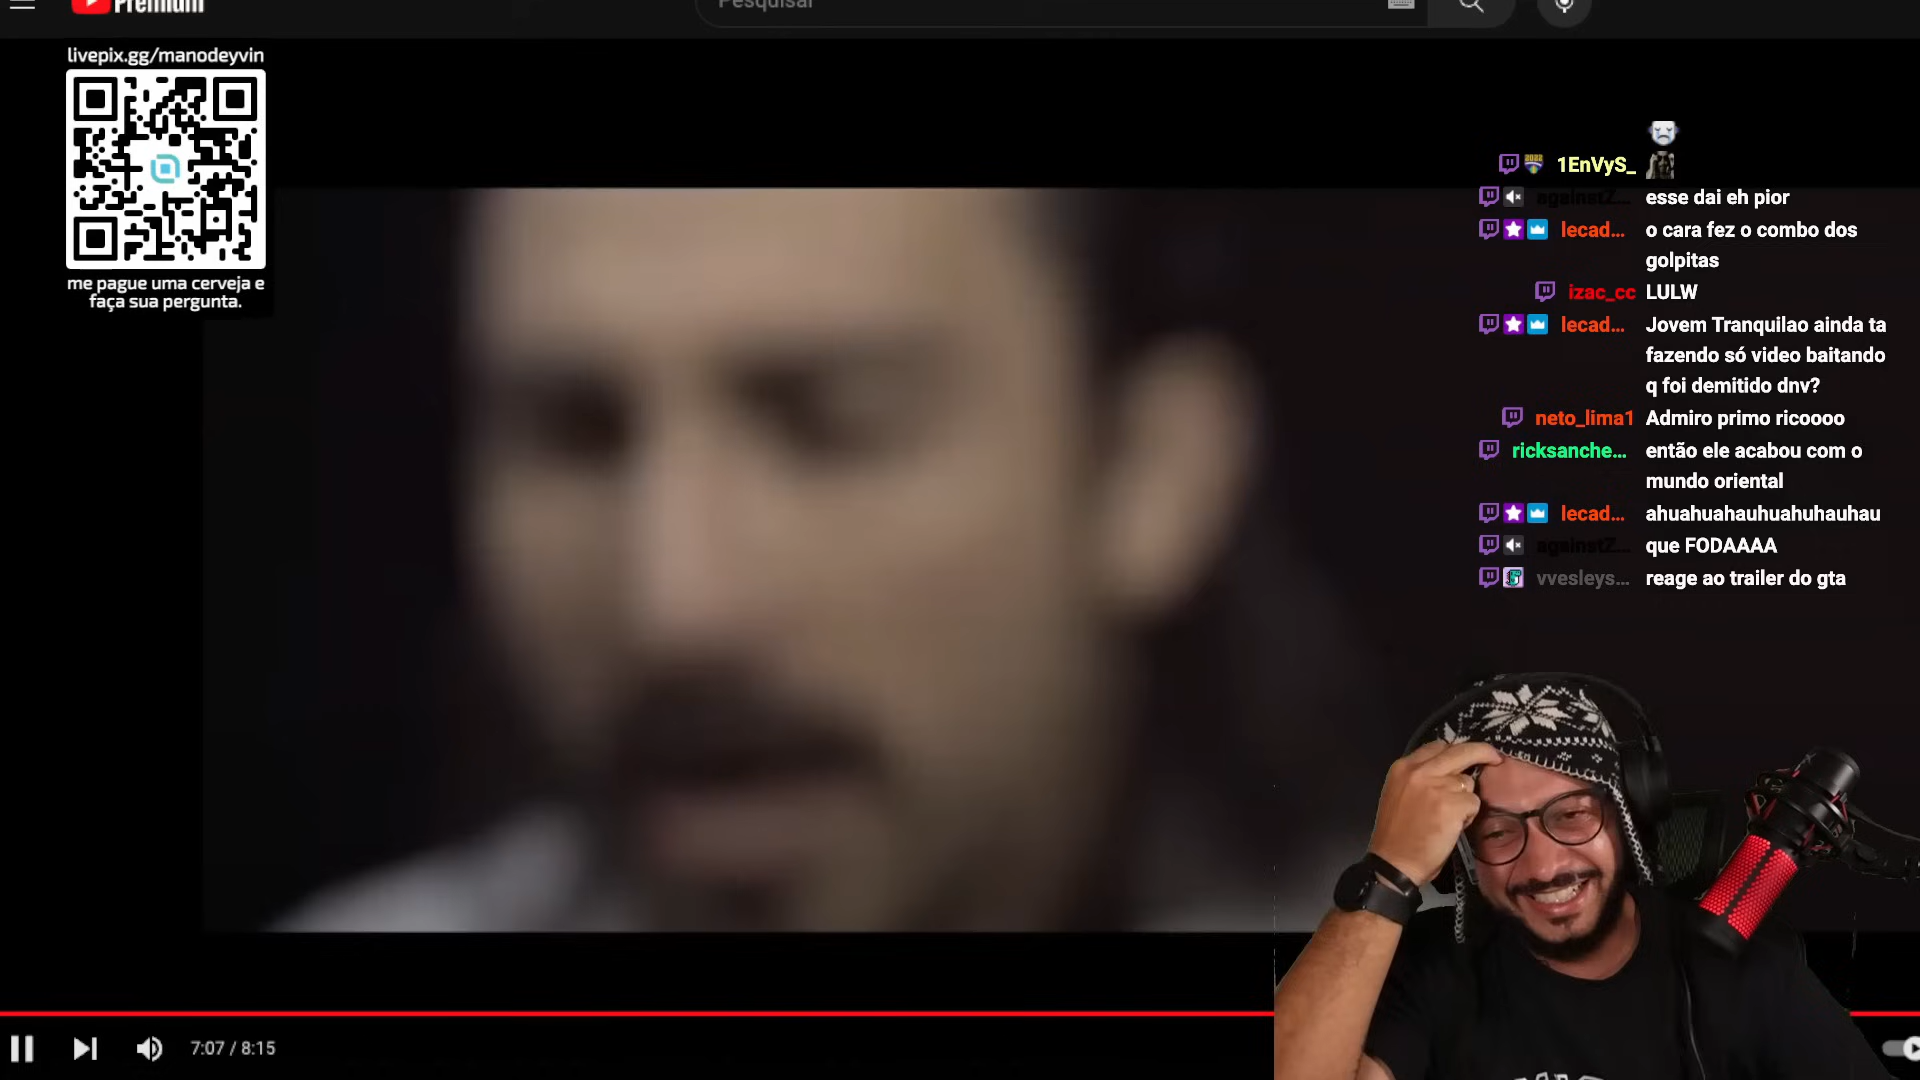 Premium
Pesquisar
livepix.gg/manodeyvin
me pague uma cerveja e
faça sua pergunta.
1EnVyS_
againstZ... esse dai eh pior
lecad... o cara fez o combo dos
golpitas
izac_cc LULW
lecad... Jovem Tranquilao ainda ta
fazendo só video baitando
q foi demitido dnv?
neto_lima1 Admiro primo ricoooo
ricksanche... então ele acabou com o
mundo oriental
lecad... ahuahuahauhuahuhauhau
againstZ... que FODAAAA
vvesleys... reage ao trailer do gta
7:07 / 8:15